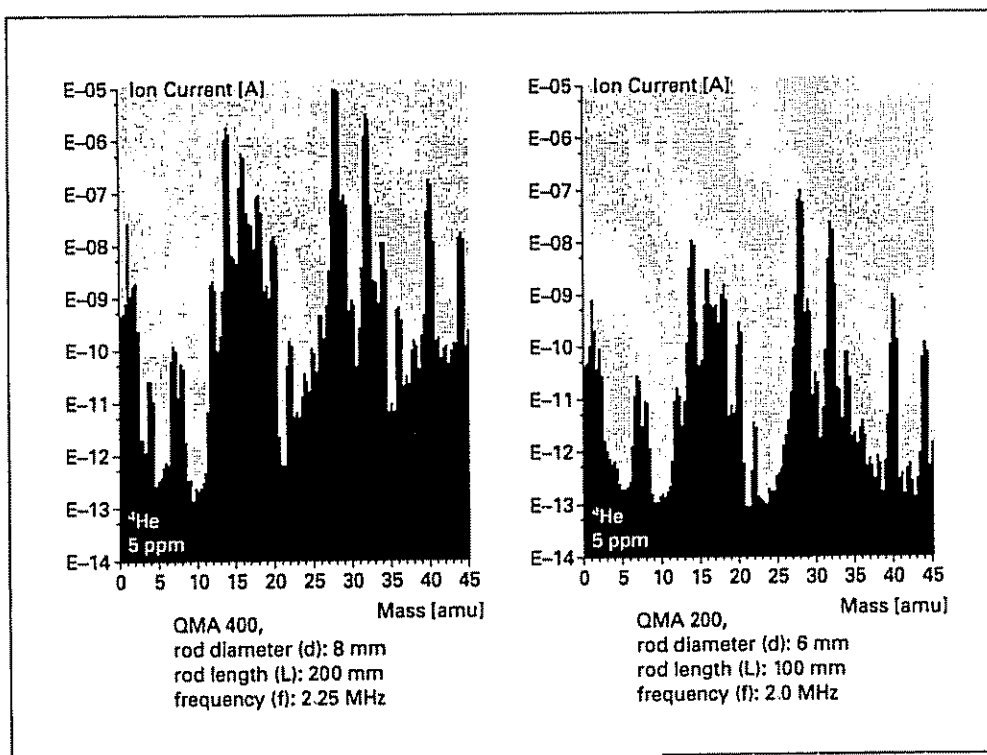 Ion Current [A]
E–05
E–06
E–07
E–08
E–09
E–10
E–11
E–12
E–13
E–14
⁴He
5 ppm
0 5 10 15 20 25 30 35 40 45
Mass [amu]
QMA 400,
rod diameter (d): 8 mm
rod length (L): 200 mm
frequency (f): 2.25 MHz
Ion Current [A]
E–05
E–06
E–07
E–08
E–09
E–10
E–11
E–12
E–13
E–14
⁴He
5 ppm
0 5 10 15 20 25 30 35 40 45
Mass [amu]
QMA 200,
rod diameter (d): 6 mm
rod length (L): 100 mm
frequency (f): 2.0 MHz